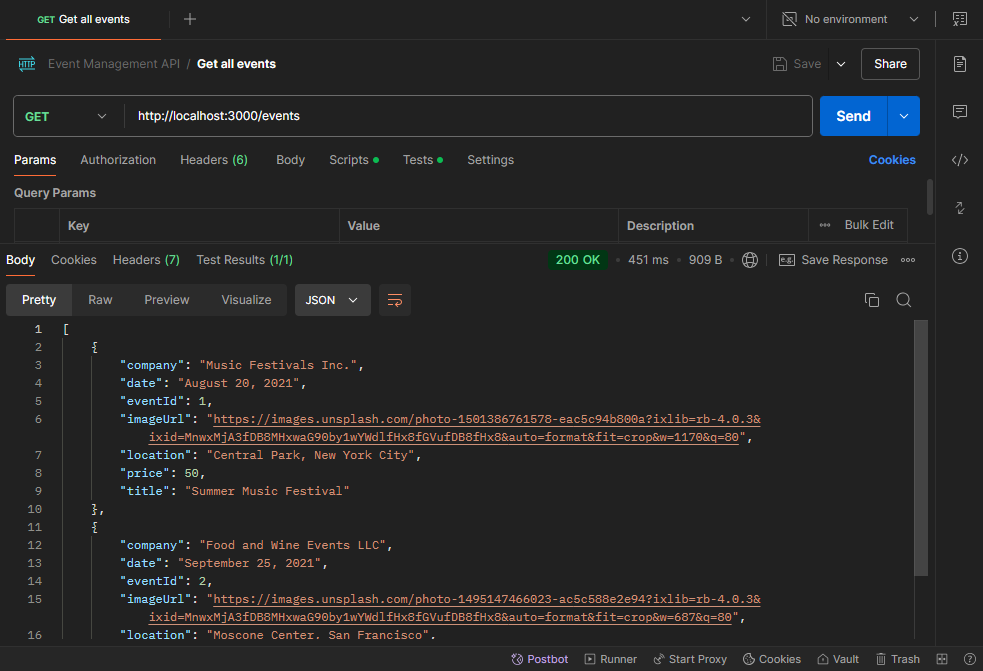 GET Get all events
No environment
HTTP Event Management API / Get all events
Save
Share
GET http://localhost:3000/events
Send
Params Authorization Headers (6) Body Scripts Tests Settings
Cookies
Query Params
Key Value Description ••• Bulk Edit
Body Cookies Headers (7) Test Results (1/1)
200 OK • 451 ms • 909 B • e.g. Save Response •••
Pretty Raw Preview Visualize JSON
1 [
2 {
3 "company": "Music Festivals Inc.",
4 "date": "August 20, 2021",
5 "eventId": 1,
6 "imageUrl": "https://images.unsplash.com/photo-1501386761578-eac5c94b800a?ixlib=rb-4.0.3&
ixid=MnwxMjA3fDB8MHxwaG90by1wYWdlfHx8fGVufDB8fHx8&auto=format&fit=crop&w=1170&q=80",
7 "location": "Central Park, New York City",
8 "price": 50,
9 "title": "Summer Music Festival"
10 },
11 {
12 "company": "Food and Wine Events LLC",
13 "date": "September 25, 2021",
14 "eventId": 2,
15 "imageUrl": "https://images.unsplash.com/photo-1495147466023-ac5c588e2e94?ixlib=rb-4.0.3&
ixid=MnwxMjA3fDB8MHxwaG90by1wYWdlfHx8fGVufDB8fHx8&auto=format&fit=crop&w=687&q=80",
16 "location": "Moscone Center, San Francisco",
Postbot Runner Start Proxy Cookies Vault Trash